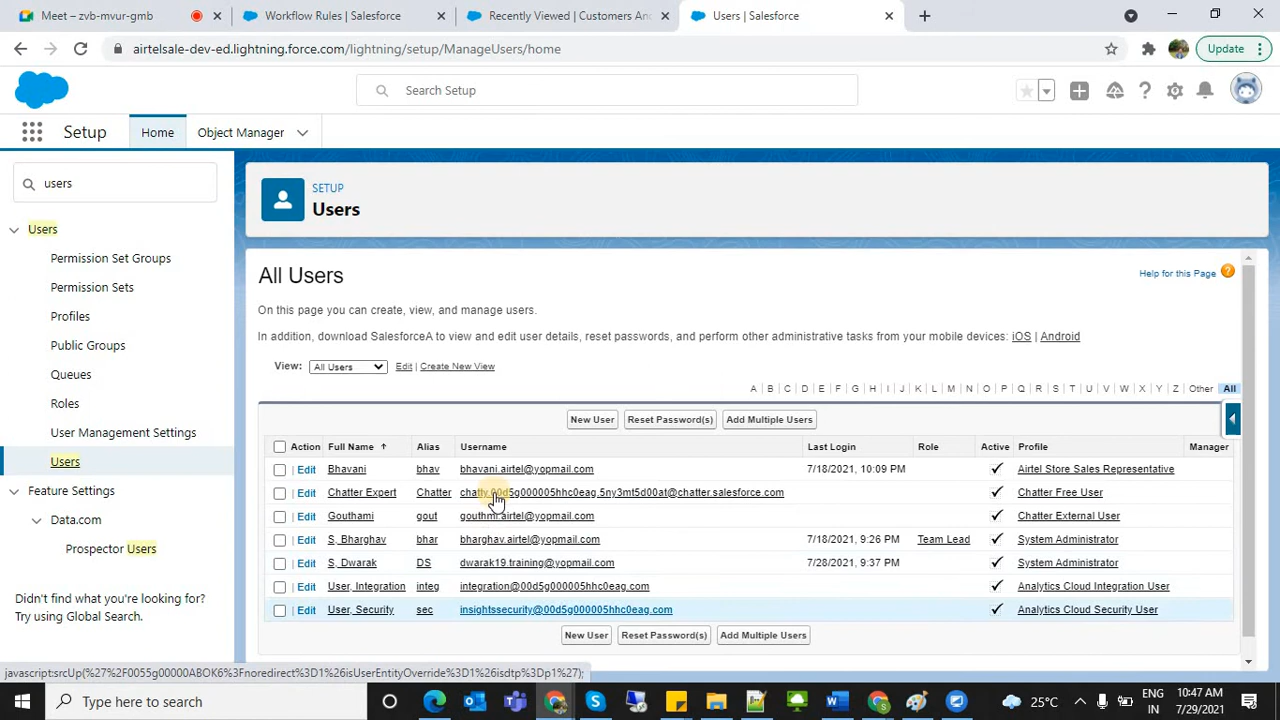 Meet – zvb-mvur-gmb
Workflow Rules | Salesforce
Recently Viewed | Customers And
Users | Salesforce
airtelsale-dev-ed.lightning.force.com/lightning/setup/ManageUsers/home
Update
Search Setup
Setup
Home
Object Manager
users
Users
Permission Set Groups
Permission Sets
Profiles
Public Groups
Queues
Roles
User Management Settings
Users
Feature Settings
Data.com
Prospector Users
Didn't find what you're looking for?
Try using Global Search.
SETUP
Users
All Users
Help for this Page
On this page you can create, view, and manage users.
In addition, download SalesforceA to view and edit user details, reset passwords, and perform other administrative tasks from your mobile devices: iOS | Android
View: All Users Edit | Create New View
A B C D E F G H I J K L M N O P Q R S T U V W X Y Z Other All
New User Reset Password(s) Add Multiple Users
Action Full Name Alias Username Last Login Role Active Profile Manager
Edit Bhavani bhav bhavani.airtel@yopmail.com 7/18/2021, 10:09 PM Airtel Store Sales Representative
Edit Chatter Expert Chatter chatty.00d5g000005hhc0eag.5ny3mt5d00at@chatter.salesforce.com Chatter Free User
Edit Gouthami gout gouthmi.airtel@yopmail.com Chatter External User
Edit S, Bharghav bhar bharghav.airtel@yopmail.com 7/18/2021, 9:26 PM Team Lead System Administrator
Edit S, Dwarak DS dwarak19.training@yopmail.com 7/28/2021, 9:37 PM System Administrator
Edit User, Integration integ integration@00d5g000005hhc0eag.com Analytics Cloud Integration User
Edit User, Security sec insightssecurity@00d5g000005hhc0eag.com Analytics Cloud Security User
New User Reset Password(s) Add Multiple Users
javascript:srcUp(%27%2F0055g00000ABOK6%3Fnoredirect%3D1%26isUserEntityOverride%3D1%26isdtp%3Dp1%27);
Type here to search
25°C
ENG
IN
10:47 AM
7/29/2021